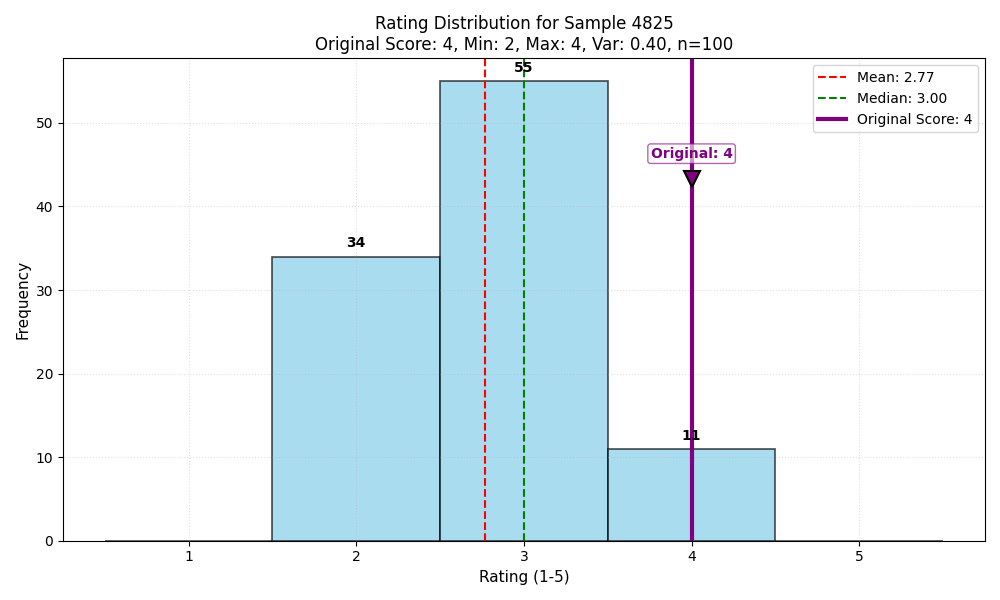 Rating Distribution for Sample 4825
Original Score: 4, Min: 2, Max: 4, Var: 0.40, n=100
Mean: 2.77
Median: 3.00
Original Score: 4
Original: 4
55
34
11
Frequency
50
40
30
20
10
0
1 2 3 4 5
Rating (1-5)